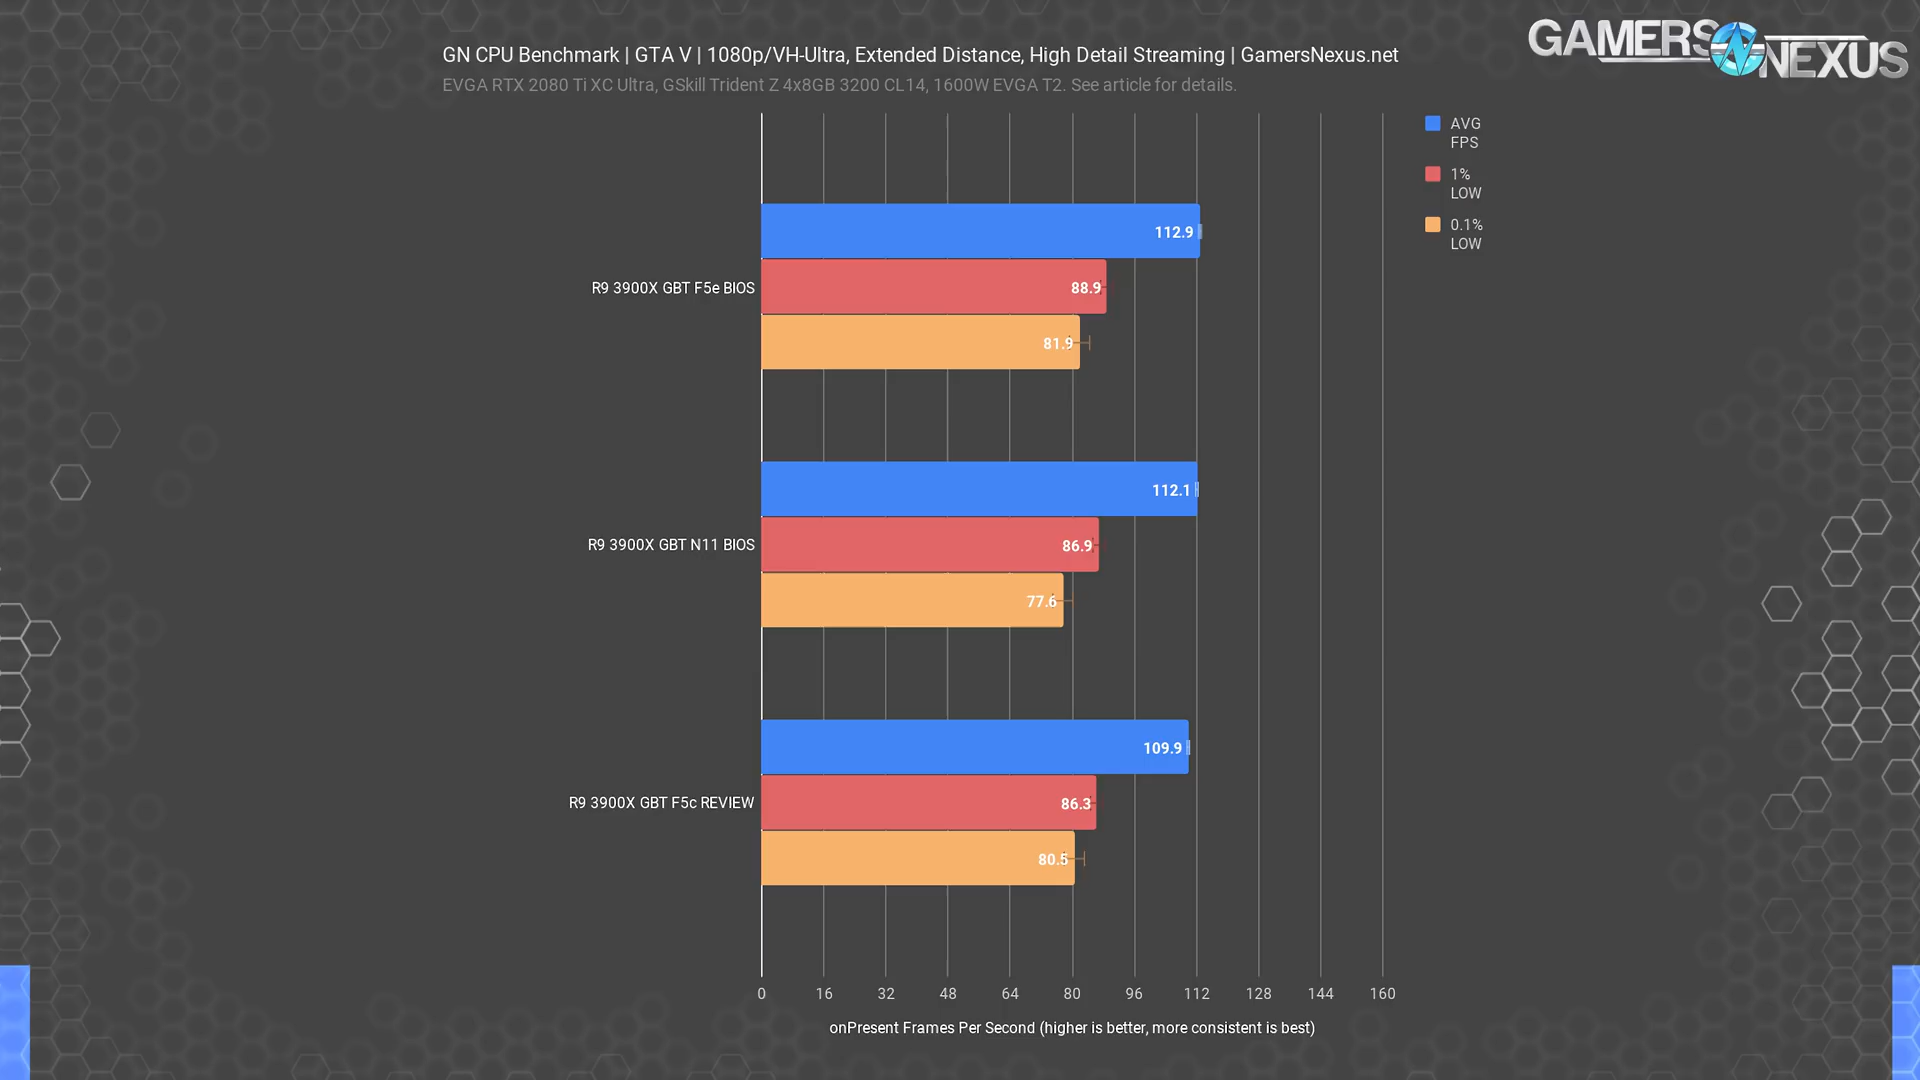 GAMERS NEXUS
GN CPU Benchmark | GTA V | 1080p/VH-Ultra, Extended Distance, High Detail Streaming | GamersNexus.net
EVGA RTX 2080 Ti XC Ultra, GSkill Trident Z 4x8GB 3200 CL14, 1600W EVGA T2. See article for details.
AVG
FPS
1%
LOW
0.1%
LOW
112.9
R9 3900X GBT F5e BIOS
88.9
81.9
112.1
R9 3900X GBT N11 BIOS
86.9
77.6
109.9
R9 3900X GBT F5c REVIEW
86.3
80.5
0 16 32 48 64 80 96 112 128 144 160
onPresent Frames Per Second (higher is better, more consistent is best)